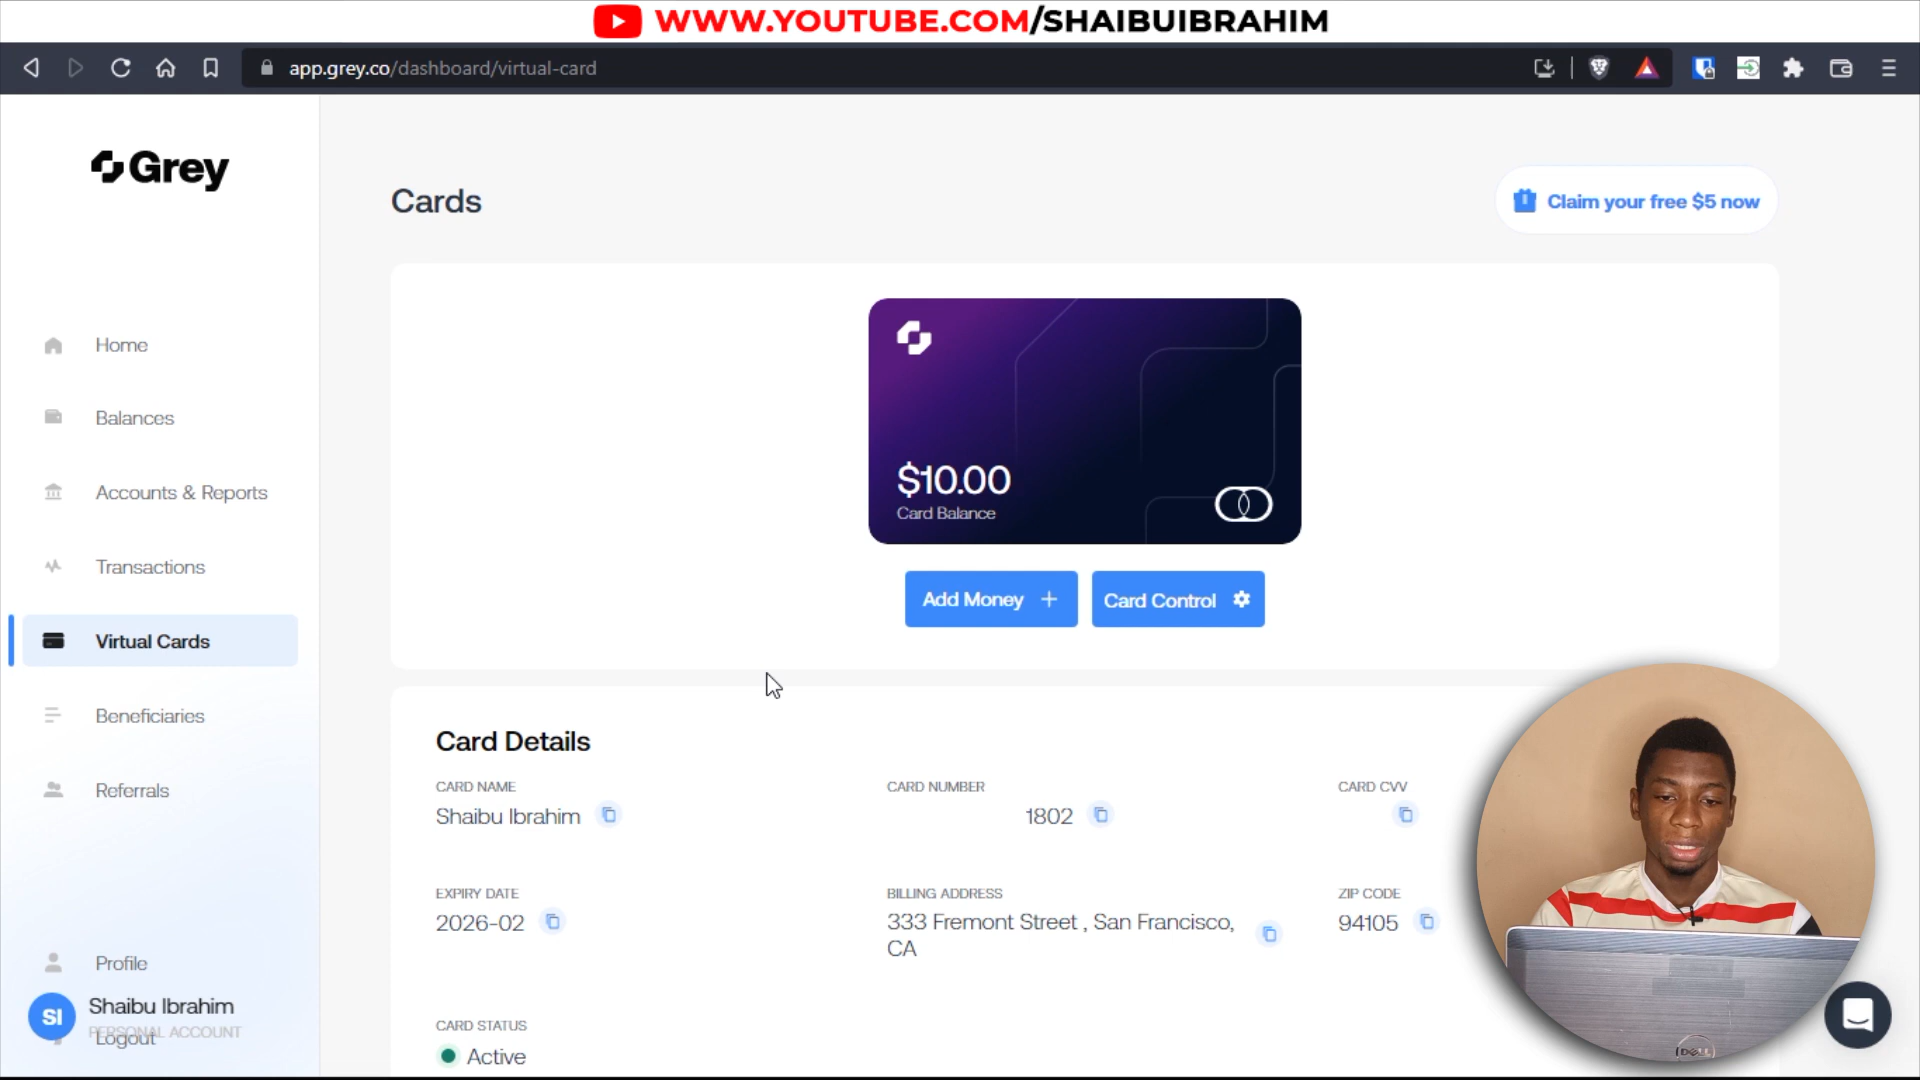 WWW.YOUTUBE.COM/SHAIBUIBRAHIM
app.grey.co/dashboard/virtual-card
Grey
Cards
Claim your free $5 now
Home
Balances
Accounts & Reports
Transactions
Virtual Cards
Beneficiaries
Referrals
Profile
SI
Shaibu Ibrahim
PERSONAL ACCOUNT
Logout
$10.00
Card Balance
Add Money
Card Control
Card Details
CARD NAME
Shaibu Ibrahim
CARD NUMBER
1802
CARD CVV
EXPIRY DATE
2026-02
BILLING ADDRESS
333 Fremont Street , San Francisco,
CA
ZIP CODE
94105
CARD STATUS
Active
DELL